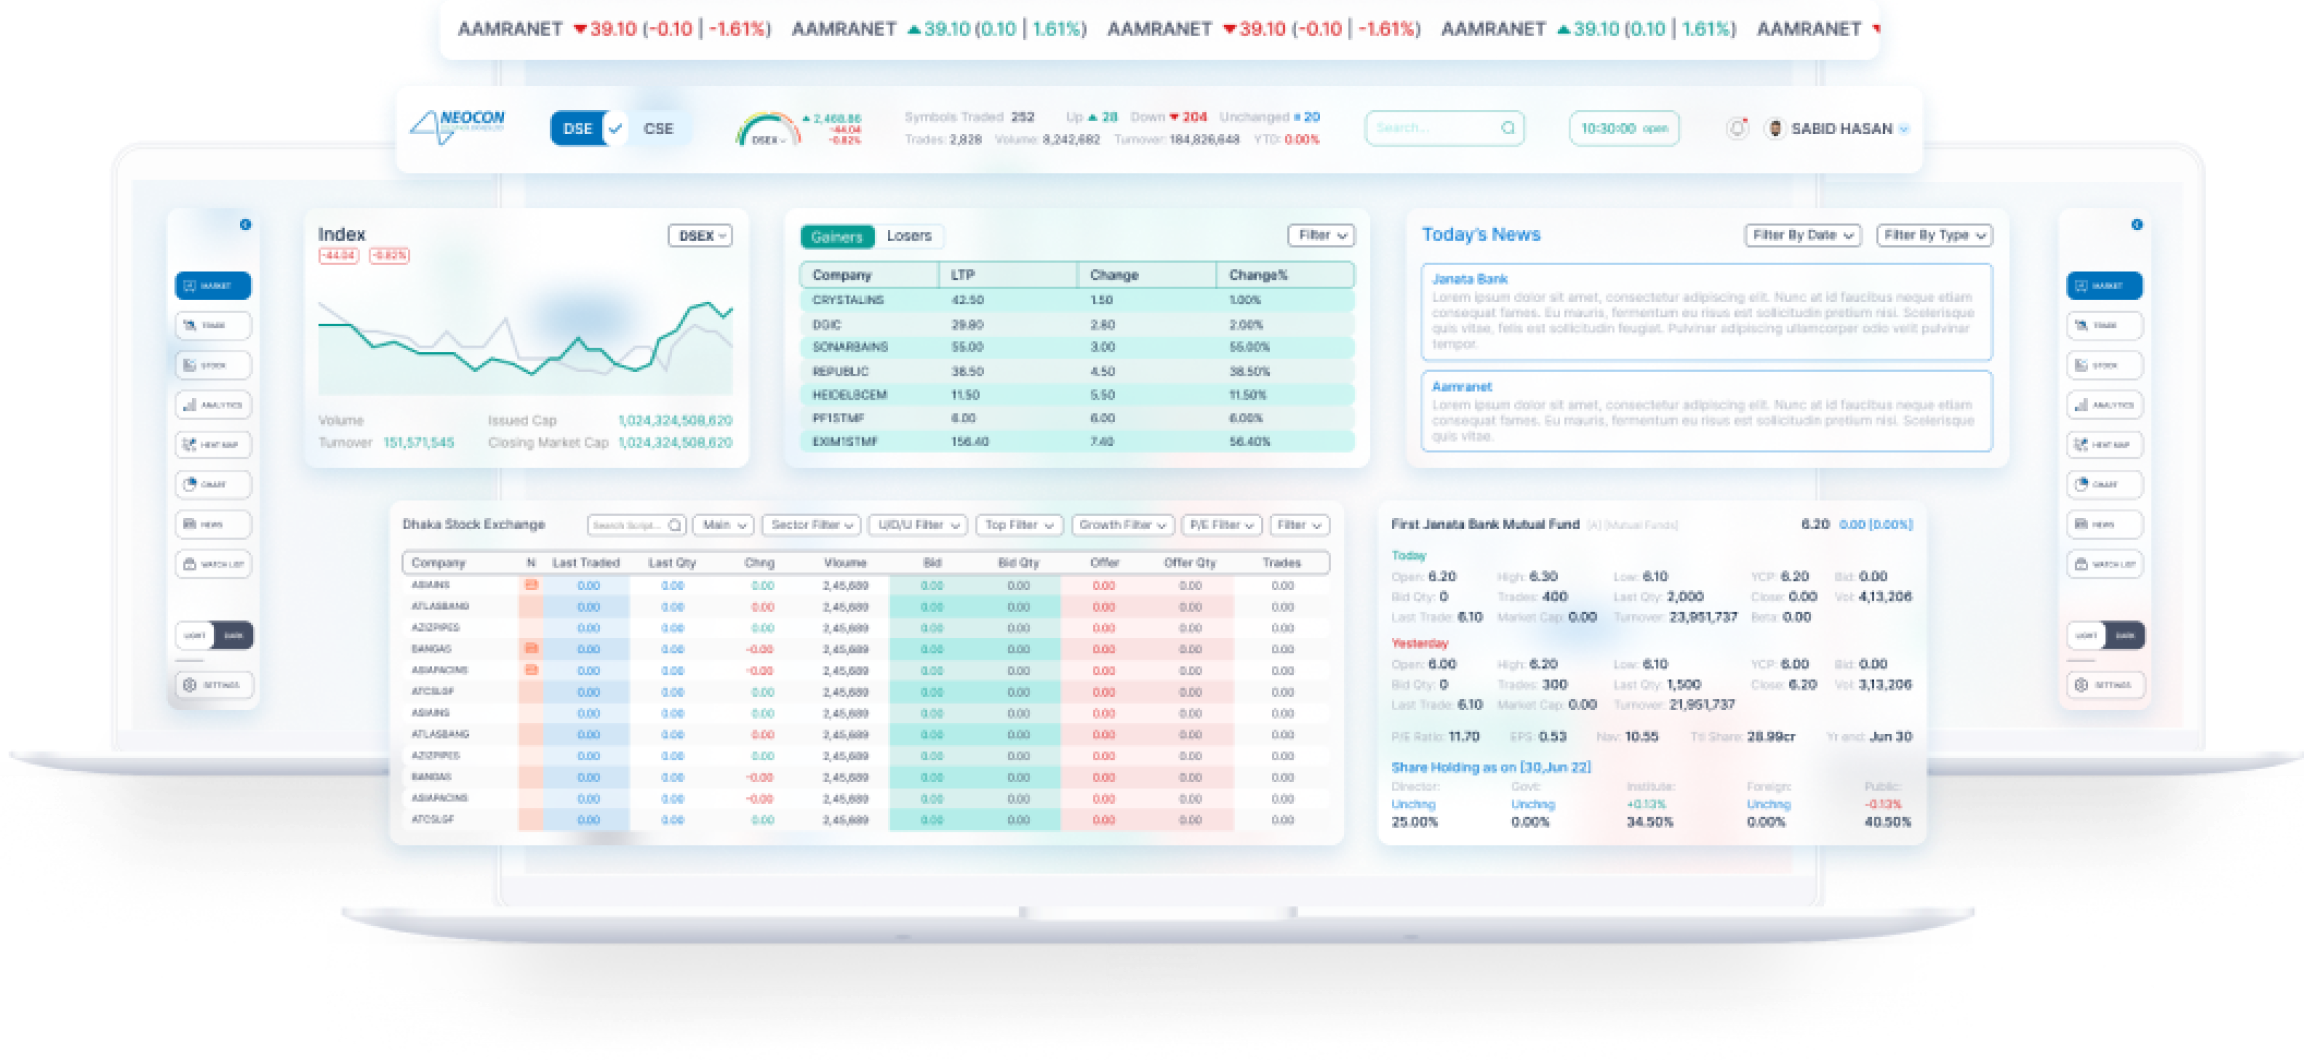 AAMRANET ▼39.10 (-0.10 | -1.61%) AAMRANET ▲39.10 (0.10 | 1.61%) AAMRANET ▼39.10 (-0.10 | -1.61%) AAMRANET ▲39.10 (0.10 | 1.61%) AAMRANET ▼
NEOCON
DSE CSE
DSEX
▲ 2,468.86
-44.04
-0.82%
Symbols Traded 252 Up ▲ 28 Down ▼ 204 Unchanged 20
Trades: 2,828 Volume: 8,242,682 Turnover: 184,826,648 YTD: 0.00%
Search...
10:30:00 open
SABID HASAN
MARKET
TRADE
STOCK
ANALYTICS
HEAT MAP
CHART
NEWS
WATCH LIST
LIGHT DARK
SETTINGS
Index DSEX
-44.04 -0.82%
Volume Issued Cap 1,024,324,508,620
Turnover 151,571,545 Closing Market Cap 1,024,324,508,620
Gainers Losers Filter
Company LTP Change Change%
CRYSTALINS 42.50 1.50 1.00%
DGIC 29.80 2.80 2.00%
SONARBAINS 55.00 3.00 55.00%
REPUBLIC 38.50 4.50 38.50%
HEIDELBCEM 11.50 5.50 11.50%
PF1STMF 6.00 6.00 6.00%
EXIM1STMF 156.40 7.40 56.40%
Today's News Filter By Date Filter By Type
Janata Bank
Lorem ipsum dolor sit amet, consectetur adipiscing elit. Nunc at id faucibus neque etiam
consequat fames. Eu mauris, fermentum eu risus est sollicitudin pretium nisi. Scelerisque
quis vitae, felis est sollicitudin feugiat. Pulvinar adipiscing ullamcorper odio velit pulvinar
tempor.
Aamranet
Lorem ipsum dolor sit amet, consectetur adipiscing elit. Nunc at id faucibus neque etiam
consequat fames. Eu mauris, fermentum eu risus est sollicitudin pretium nisi. Scelerisque
quis vitae.
MARKET
TRADE
STOCK
ANALYTICS
HEAT MAP
CHART
NEWS
WATCH LIST
LIGHT DARK
SETTINGS
Dhaka Stock Exchange Search Script... Main Sector Filter U/D/U Filter Top Filter Growth Filter P/E Filter Filter
Company N Last Traded Last Qty Chng Vloume Bid Bid Qty Offer Offer Qty Trades
ASIAINS 0.00 0.00 0.00 2,45,689 0.00 0.00 0.00 0.00 0.00
ATLASBANG 0.00 0.00 -0.00 2,45,689 0.00 0.00 0.00 0.00 0.00
AZIZPIPES 0.00 0.00 0.00 2,45,689 0.00 0.00 0.00 0.00 0.00
BANGAS 0.00 0.00 -0.00 2,45,689 0.00 0.00 0.00 0.00 0.00
ASIAPACINS 0.00 0.00 -0.00 2,45,689 0.00 0.00 0.00 0.00 0.00
ATCSLGF 0.00 0.00 0.00 2,45,689 0.00 0.00 0.00 0.00 0.00
ASIAINS 0.00 0.00 0.00 2,45,689 0.00 0.00 0.00 0.00 0.00
ATLASBANG 0.00 0.00 -0.00 2,45,689 0.00 0.00 0.00 0.00 0.00
AZIZPIPES 0.00 0.00 0.00 2,45,689 0.00 0.00 0.00 0.00 0.00
BANGAS 0.00 0.00 -0.00 2,45,689 0.00 0.00 0.00 0.00 0.00
ASIAPACINS 0.00 0.00 -0.00 2,45,689 0.00 0.00 0.00 0.00 0.00
ATCSLGF 0.00 0.00 0.00 2,45,689 0.00 0.00 0.00 0.00 0.00
First Janata Bank Mutual Fund [A] [Mutual Funds] 6.20 0.00 [0.00%]
Today
Open: 6.20 High: 6.30 Low: 6.10 YCP: 6.20 Bid: 0.00
Bid Qty: 0 Trades: 400 Last Qty: 2,000 Close: 0.00 Vol: 4,13,206
Last Trade: 6.10 Market Cap: 0.00 Turnover: 23,951,737 Beta: 0.00
Yesterday
Open: 6.00 High: 6.20 Low: 6.10 YCP: 6.00 Bid: 0.00
Bid Qty: 0 Trades: 300 Last Qty: 1,500 Close: 6.20 Vol: 3,13,206
Last Trade: 6.10 Market Cap: 0.00 Turnover: 21,951,737
P/E Ratio: 11.70 EPS: 0.53 Nav: 10.55 Ttl Share: 28.99cr Yr end: Jun 30
Share Holding as on [30,Jun 22]
Director: Govt: Institute: Foreign: Public:
Unchng Unchng +0.13% Unchng -0.13%
25.00% 0.00% 34.50% 0.00% 40.50%